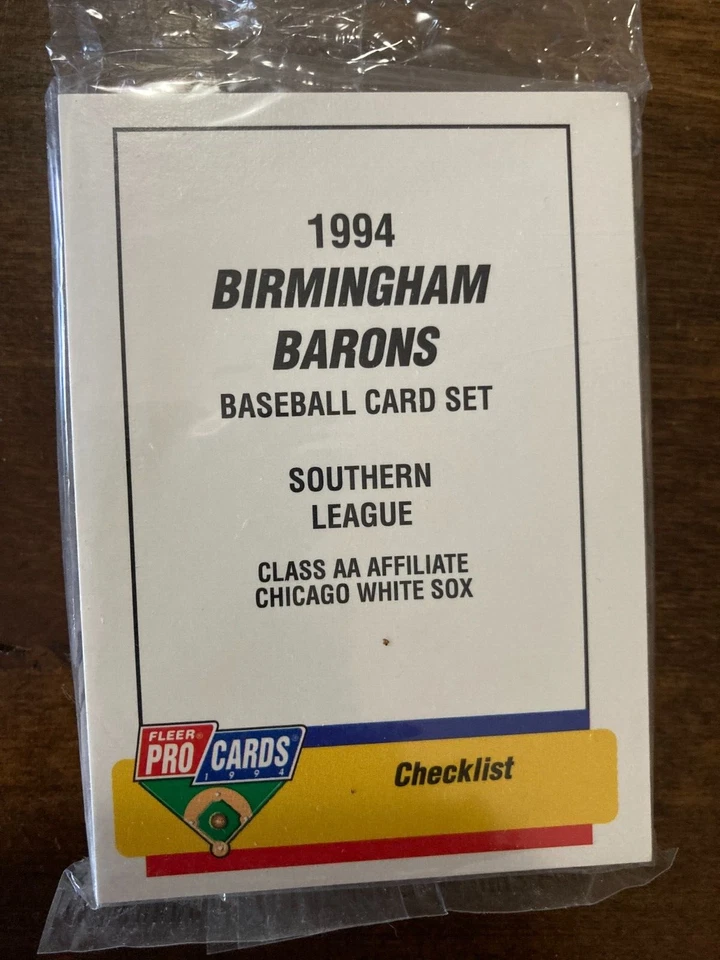 1994
BIRMINGHAM
BARONS
BASEBALL CARD SET
SOUTHERN
LEAGUE
CLASS AA AFFILIATE
CHICAGO WHITE SOX
FLEER®
PRO CARDS®
1994
Checklist